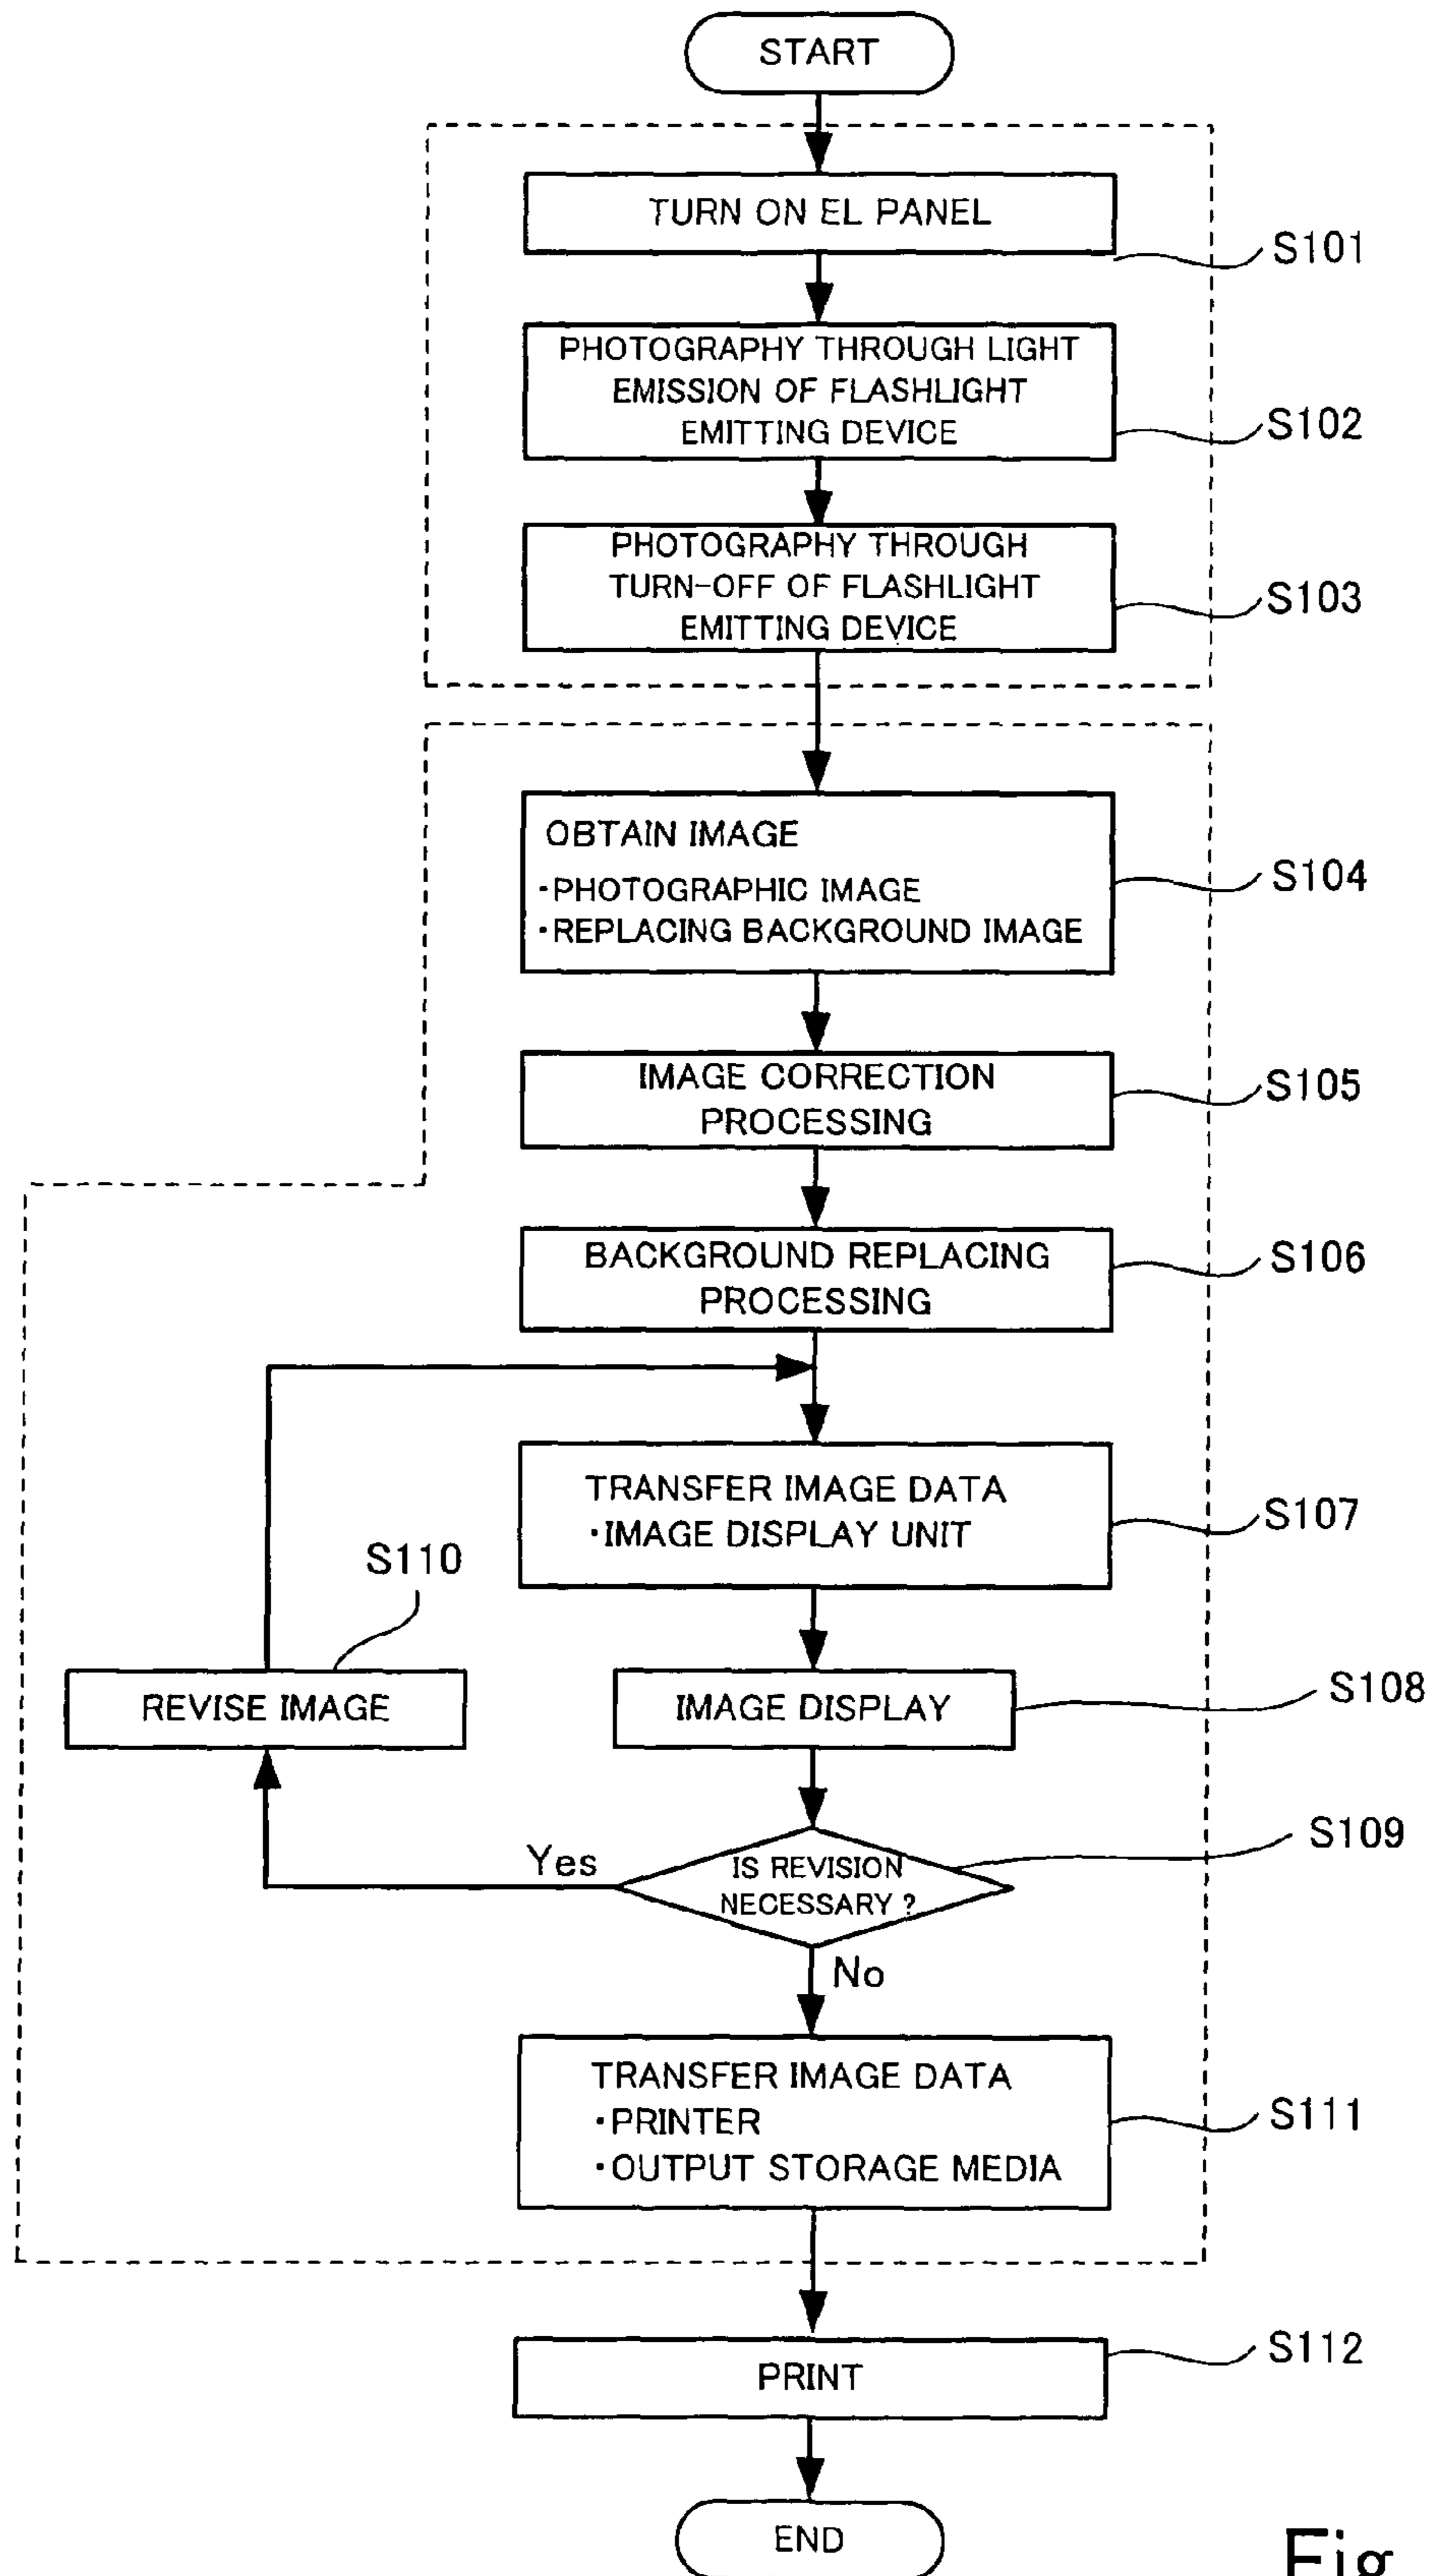 START
TURN ON EL PANEL
S101
PHOTOGRAPHY THROUGH LIGHT
EMISSION OF FLASHLIGHT
EMITTING DEVICE
S102
PHOTOGRAPHY THROUGH
TURN-OFF OF FLASHLIGHT
EMITTING DEVICE
S103
OBTAIN IMAGE
・PHOTOGRAPHIC IMAGE
・REPLACING BACKGROUND IMAGE
S104
IMAGE CORRECTION
PROCESSING
S105
BACKGROUND REPLACING
PROCESSING
S106
TRANSFER IMAGE DATA
・IMAGE DISPLAY UNIT
S107
S110
REVISE IMAGE
IMAGE DISPLAY
S108
IS REVISION
NECESSARY ?
S109
Yes
No
TRANSFER IMAGE DATA
・PRINTER
・OUTPUT STORAGE MEDIA
S111
PRINT
S112
END
Fig